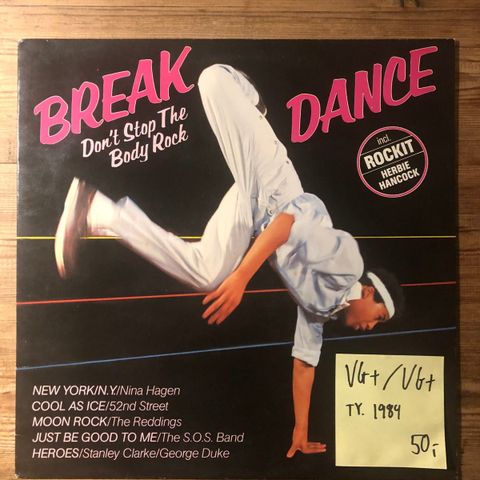 BREAK DANCE
Don't Stop The
Body Rock
incl.
ROCKIT
HERBIE
HANCOCK
NEW YORK/N.Y./Nina Hagen
COOL AS ICE/52nd Street
MOON ROCK/The Reddings
JUST BE GOOD TO ME/The S.O.S. Band
HEROES/Stanley Clarke/George Duke
VG+/VG+
TY. 1984
50,-